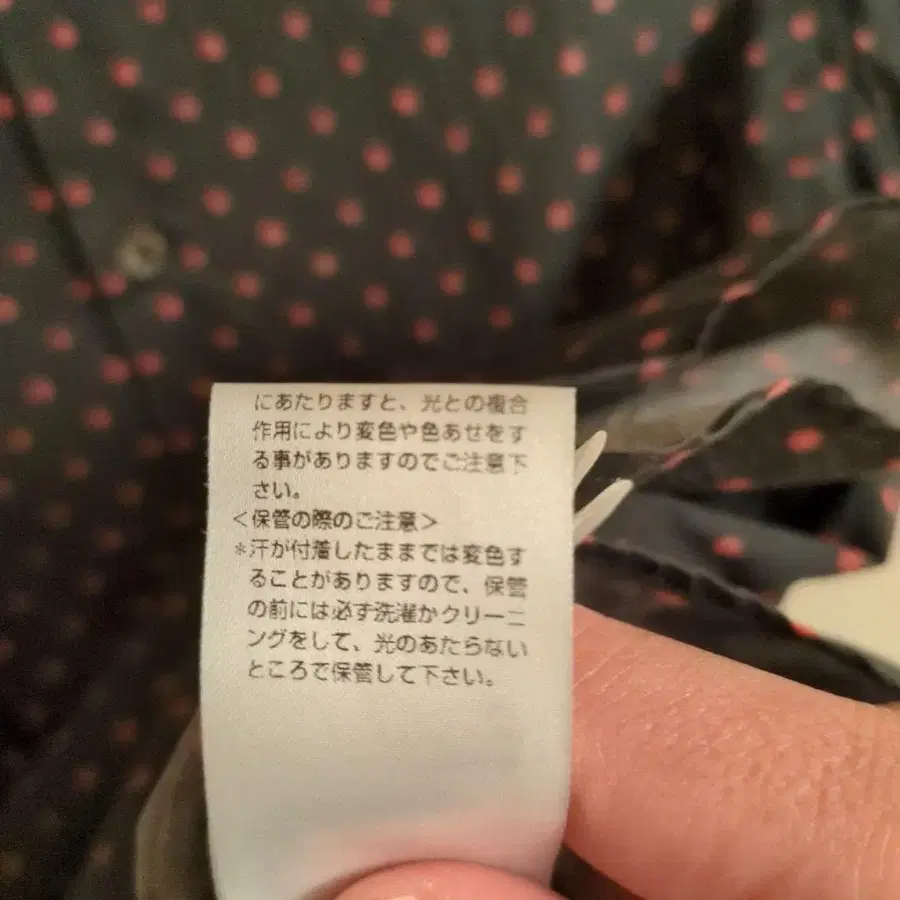 にあたりますと、光との複合
作用により変色や色あせをす
る事がありますのでご注意下
さい。
＜保管の際のご注意＞
＊汗が付着したままでは変色す
ることがありますので、保管
の前には必ず洗濯かクリーニ
ングをして、光のあたらない
ところで保管して下さい。